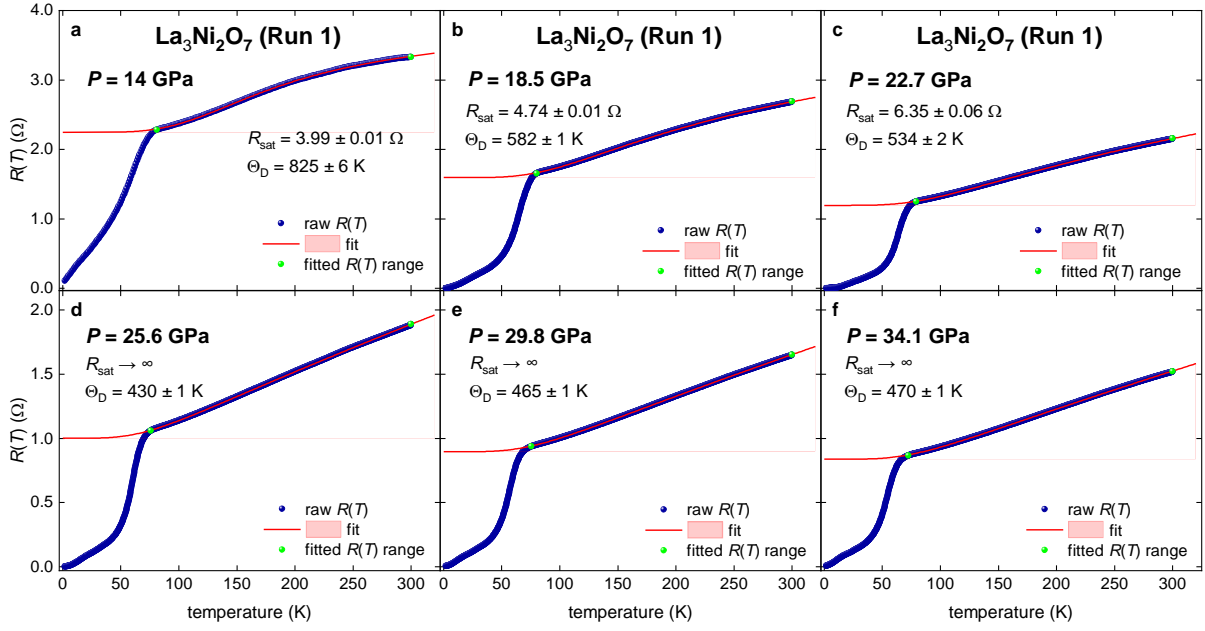 a
La3Ni2O7 (Run 1)
P = 14 GPa
Rsat = 3.99 ± 0.01 Ω
ΘD = 825 ± 6 K
raw R(T)
fit
fitted R(T) range
R(T) (Ω)
4.0
3.0
2.0
1.0
0.0
b
La3Ni2O7 (Run 1)
P = 18.5 GPa
Rsat = 4.74 ± 0.01 Ω
ΘD = 582 ± 1 K
raw R(T)
fit
fitted R(T) range
c
La3Ni2O7 (Run 1)
P = 22.7 GPa
Rsat = 6.35 ± 0.06 Ω
ΘD = 534 ± 2 K
raw R(T)
fit
fitted R(T) range
d
P = 25.6 GPa
Rsat → ∞
ΘD = 430 ± 1 K
raw R(T)
fit
fitted R(T) range
R(T) (Ω)
2.0
1.5
1.0
0.5
0.0
0 50 100 150 200 250 300
temperature (K)
e
P = 29.8 GPa
Rsat → ∞
ΘD = 465 ± 1 K
raw R(T)
fit
fitted R(T) range
0 50 100 150 200 250 300
temperature (K)
f
P = 34.1 GPa
Rsat → ∞
ΘD = 470 ± 1 K
raw R(T)
fit
fitted R(T) range
0 50 100 150 200 250 300
temperature (K)